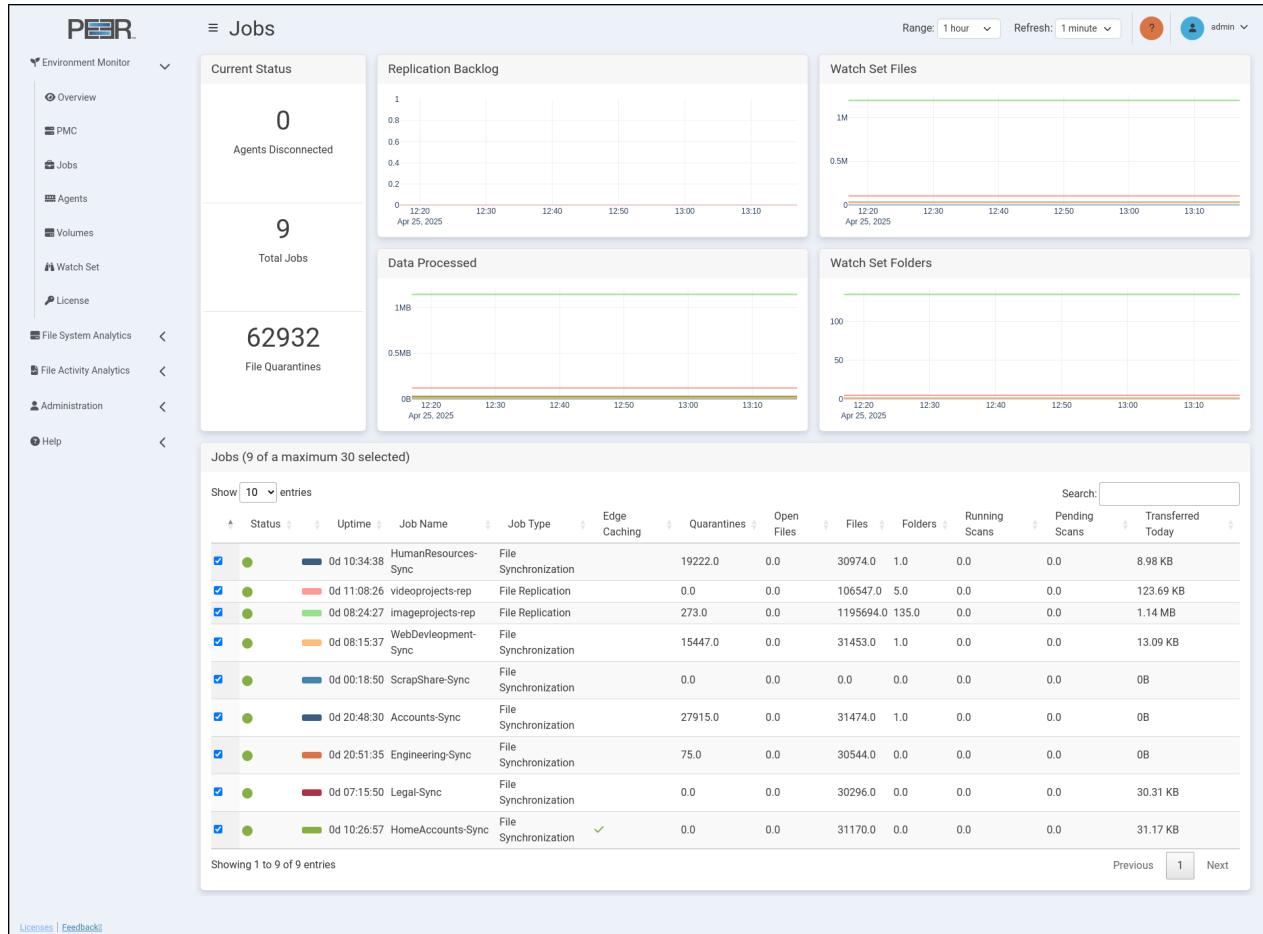 PEER
Jobs
Range: 1 hour
Refresh: 1 minute
?
admin
Environment Monitor
Overview
PMC
Jobs
Agents
Volumes
Watch Set
License
File System Analytics
File Activity Analytics
Administration
Help
Current Status
0
Agents Disconnected
9
Total Jobs
62932
File Quarantines
Replication Backlog
1
0.8
0.6
0.4
0.2
0
12:20 12:30 12:40 12:50 13:00 13:10
Apr 25, 2025
Watch Set Files
1M
0.5M
0
12:20 12:30 12:40 12:50 13:00 13:10
Apr 25, 2025
Data Processed
1MB
0.5MB
0B
12:20 12:30 12:40 12:50 13:00 13:10
Apr 25, 2025
Watch Set Folders
100
50
0
12:20 12:30 12:40 12:50 13:00 13:10
Apr 25, 2025
Jobs (9 of a maximum 30 selected)
Show 10 entries
Search:
Status Uptime Job Name Job Type Edge Caching Quarantines Open Files Files Folders Running Scans Pending Scans Transferred Today
0d 10:34:38 HumanResources-Sync File Synchronization 19222.0 0.0 30974.0 1.0 0.0 0.0 8.98 KB
0d 11:08:26 videoprojects-rep File Replication 0.0 0.0 106547.0 5.0 0.0 0.0 123.69 KB
0d 08:24:27 imageprojects-rep File Replication 273.0 0.0 1195694.0 135.0 0.0 0.0 1.14 MB
0d 08:15:37 WebDevleopment-Sync File Synchronization 15447.0 0.0 31453.0 1.0 0.0 0.0 13.09 KB
0d 00:18:50 ScrapShare-Sync File Synchronization 0.0 0.0 0.0 0.0 0.0 0.0 0B
0d 20:48:30 Accounts-Sync File Synchronization 27915.0 0.0 31474.0 1.0 0.0 0.0 0B
0d 20:51:35 Engineering-Sync File Synchronization 75.0 0.0 30544.0 0.0 0.0 0.0 0B
0d 07:15:50 Legal-Sync File Synchronization 0.0 0.0 30296.0 0.0 0.0 0.0 30.31 KB
0d 10:26:57 HomeAccounts-Sync File Synchronization 0.0 0.0 31170.0 0.0 0.0 0.0 31.17 KB
Showing 1 to 9 of 9 entries
Previous 1 Next
Licenses | Feedback